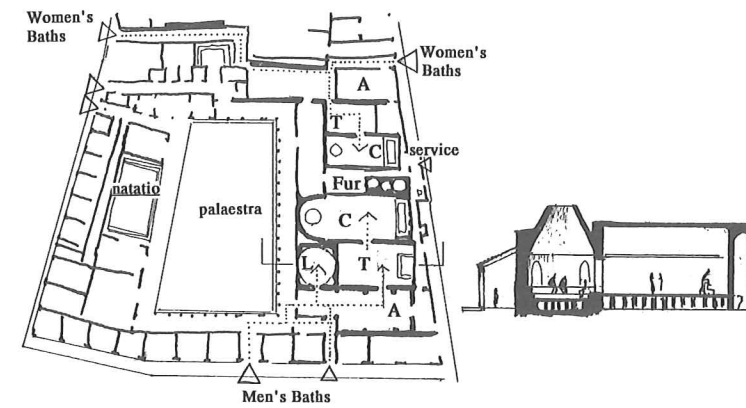 Women's
Baths
Women's
Baths
A
T
C
service
Fur
natatio
palaestra
C
L
T
A
Men's Baths